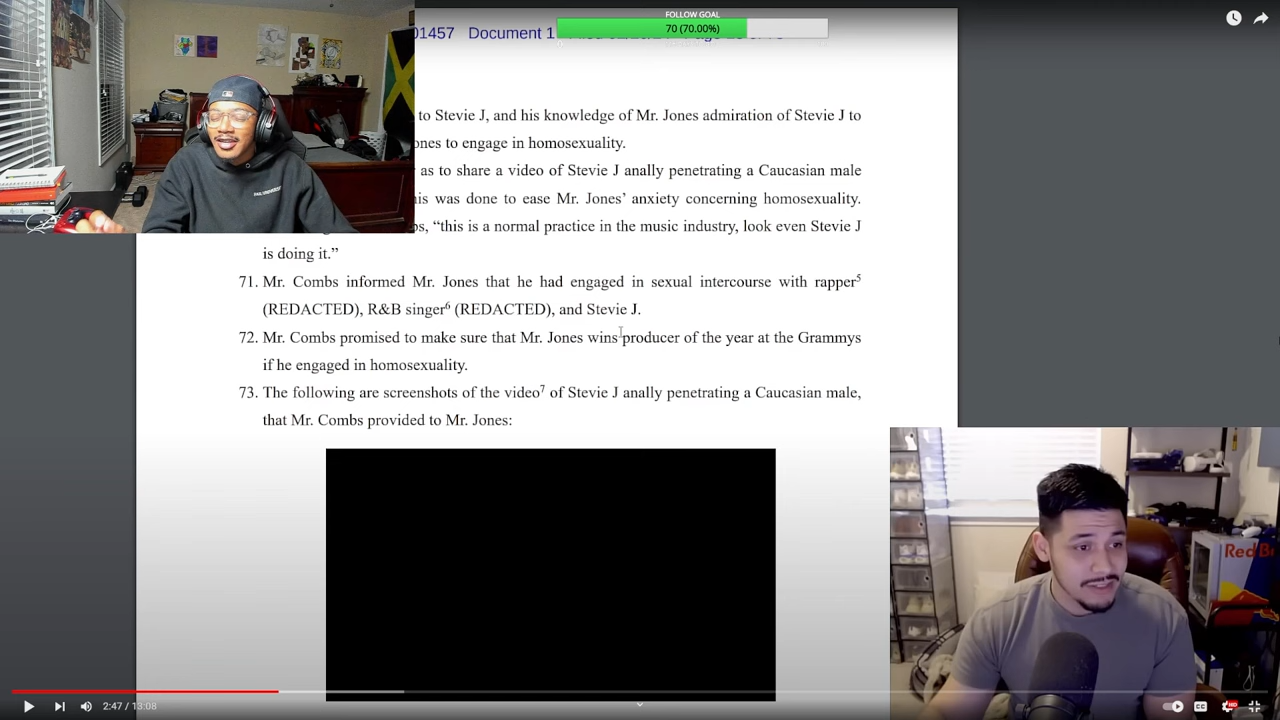 FOLLOW GOAL
70 (70.00%)
01457 Document 1
to Stevie J, and his knowledge of Mr. Jones admiration of Stevie J to
ones to engage in homosexuality.
as to share a video of Stevie J anally penetrating a Caucasian male
his was done to ease Mr. Jones’ anxiety concerning homosexuality.
“this is a normal practice in the music industry, look even Stevie J
is doing it.”
71. Mr. Combs informed Mr. Jones that he had engaged in sexual intercourse with rapper5
(REDACTED), R&B singer6 (REDACTED), and Stevie J.
72. Mr. Combs promised to make sure that Mr. Jones wins producer of the year at the Grammys
if he engaged in homosexuality.
73. The following are screenshots of the video7 of Stevie J anally penetrating a Caucasian male,
that Mr. Combs provided to Mr. Jones:
Red B
2:47 / 13:08
CC
HD